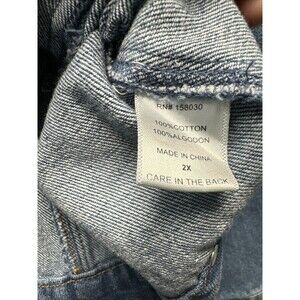 RN# 158030
100%COTTON
100%ALGODON
MADE IN CHINA
2X
CARE IN THE BACK